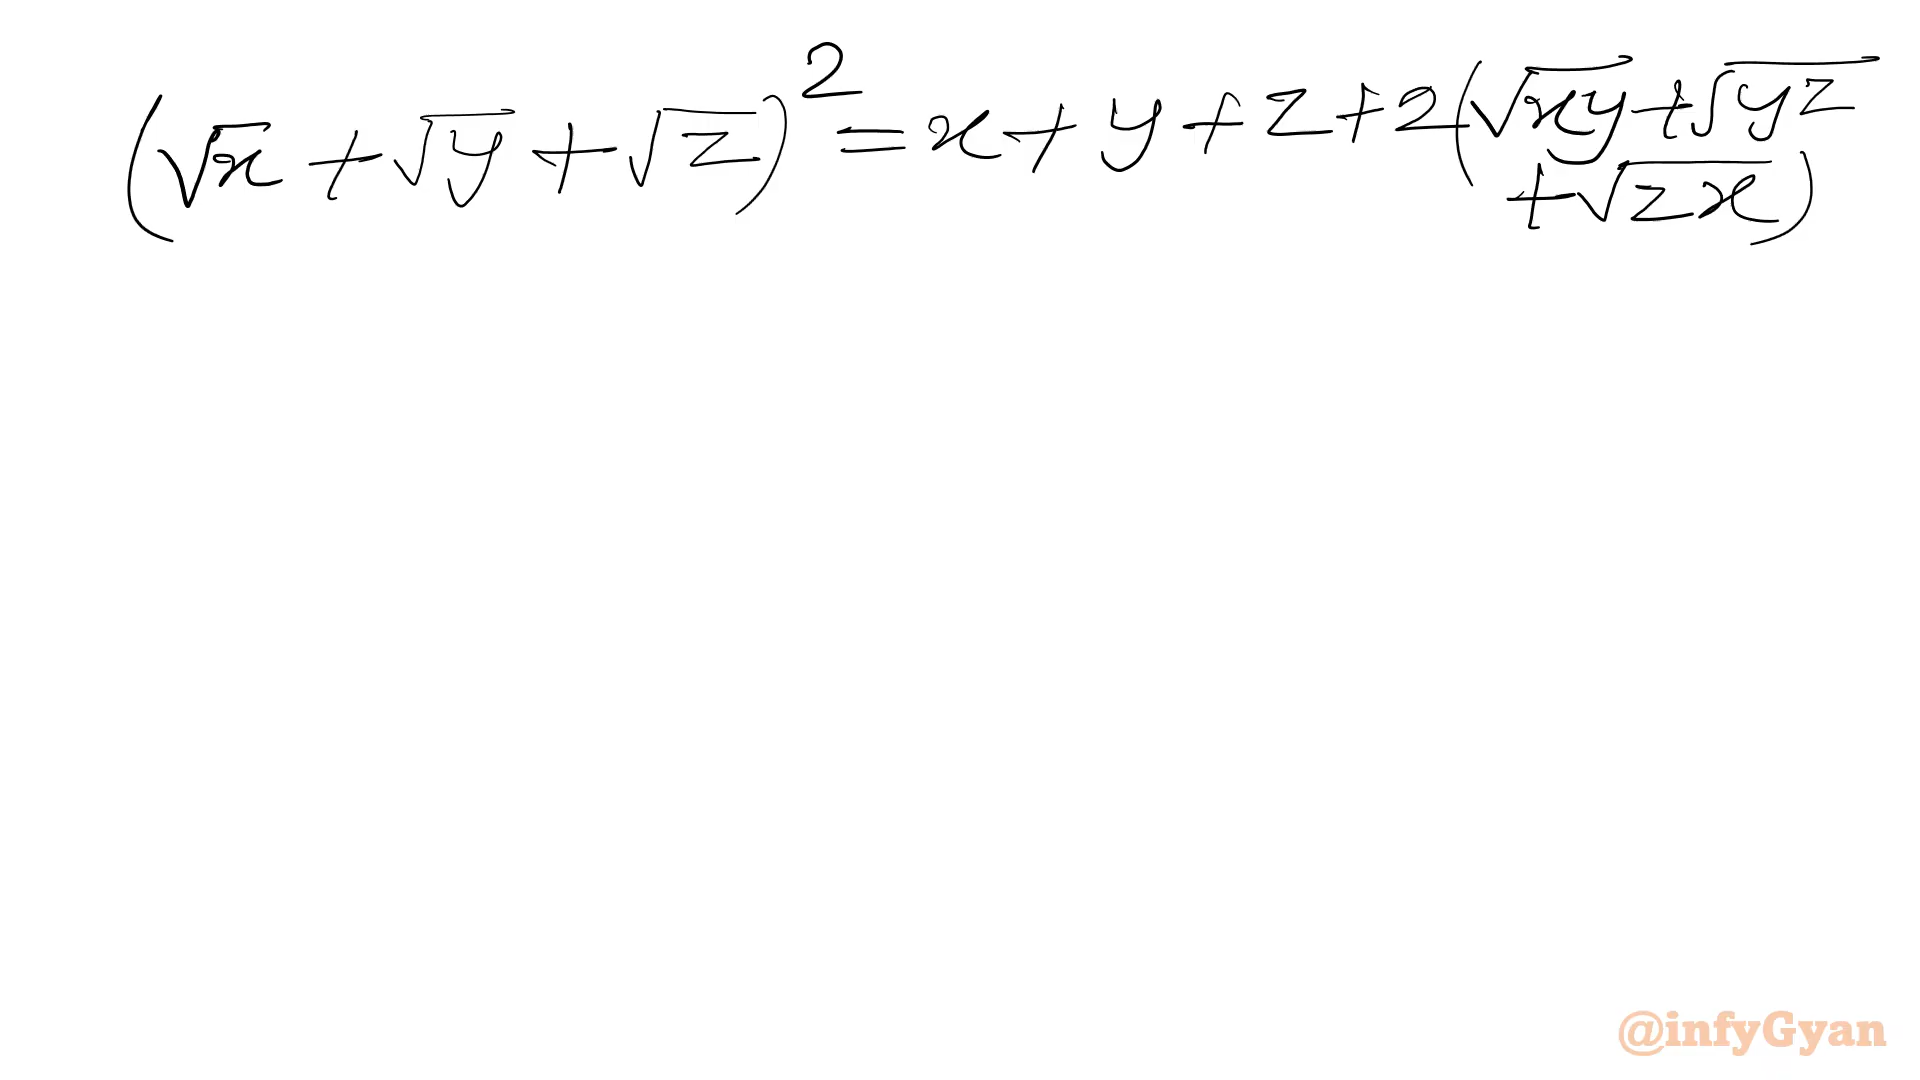 (√x + √y + √z)² = x + y + z + 2(√xy + √yz
+ √zx)
@infyGyan